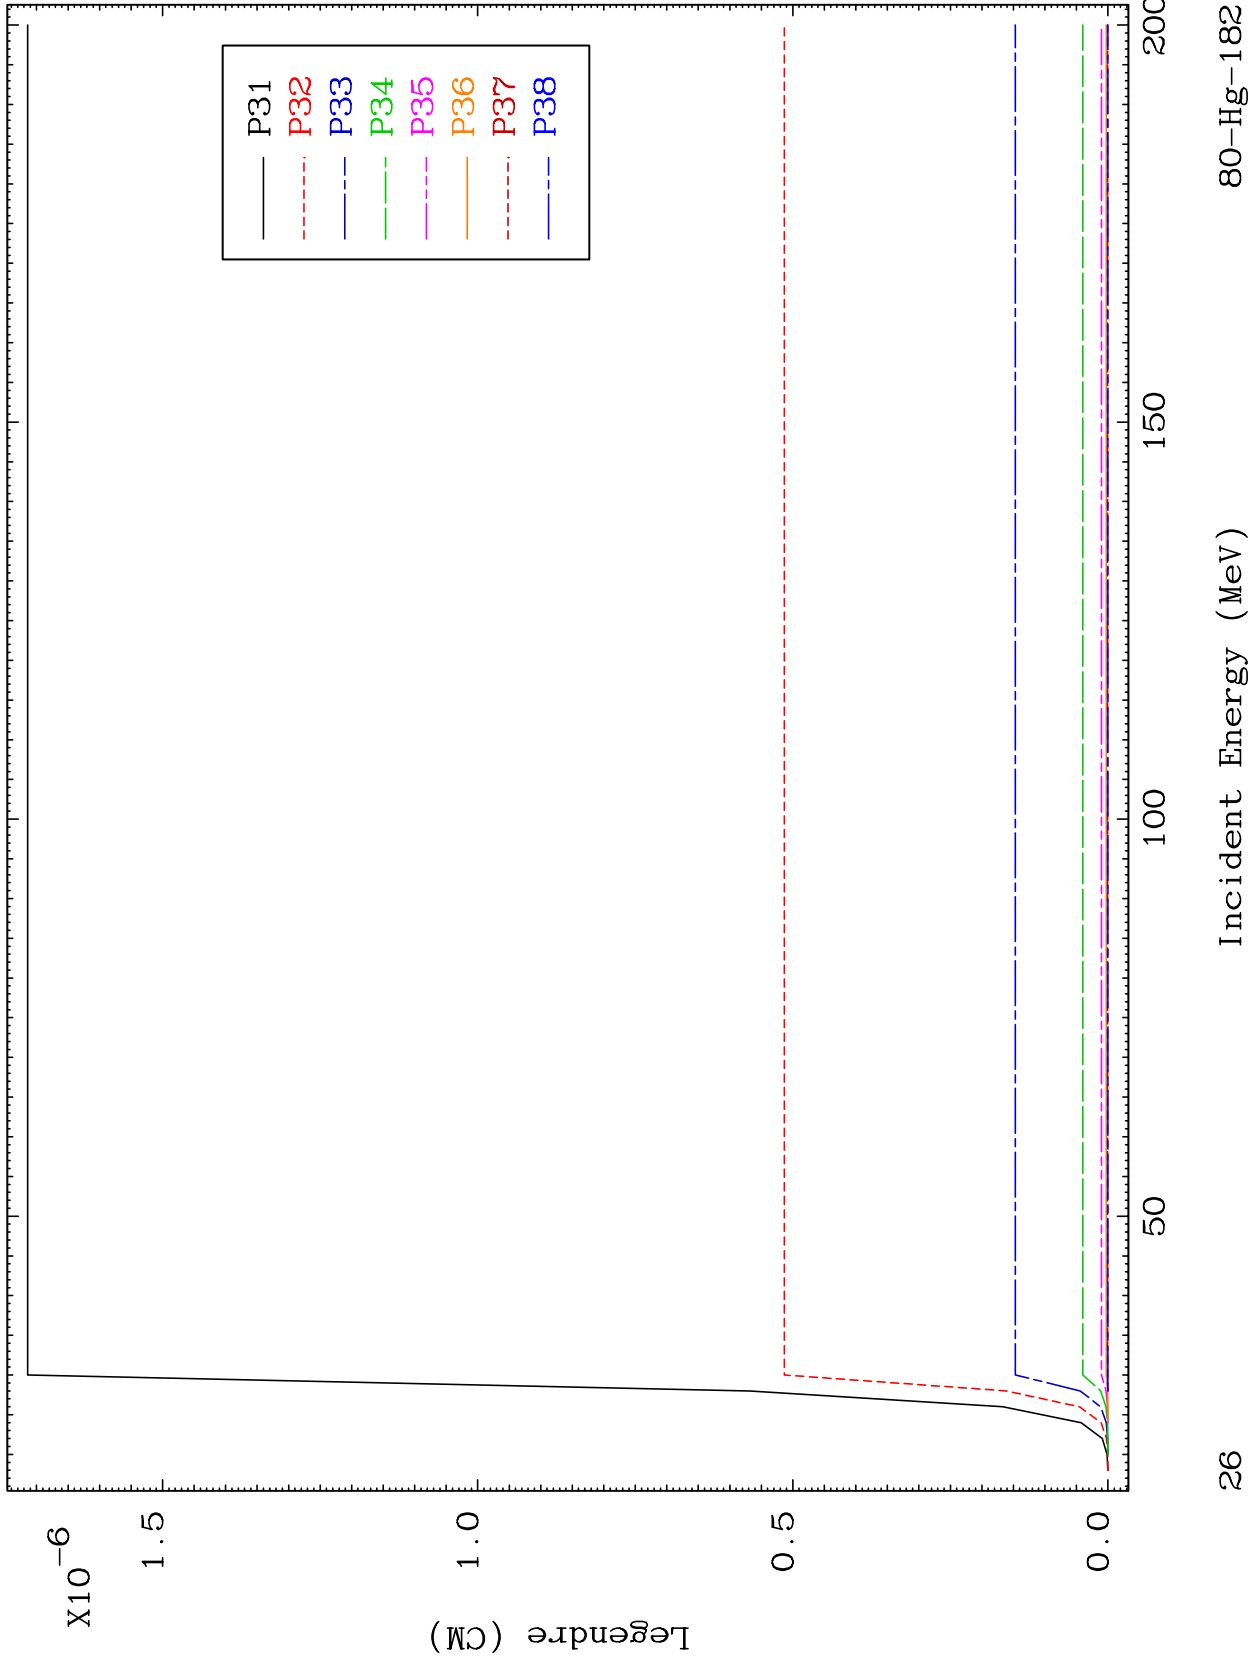 X10-6
1.5
1.0
0.5
0.0
Legendre (CM)
P31
P32
P33
P34
P35
P36
P37
P38
50
100
150
200
Incident Energy (MeV)
26
80-Hg-182